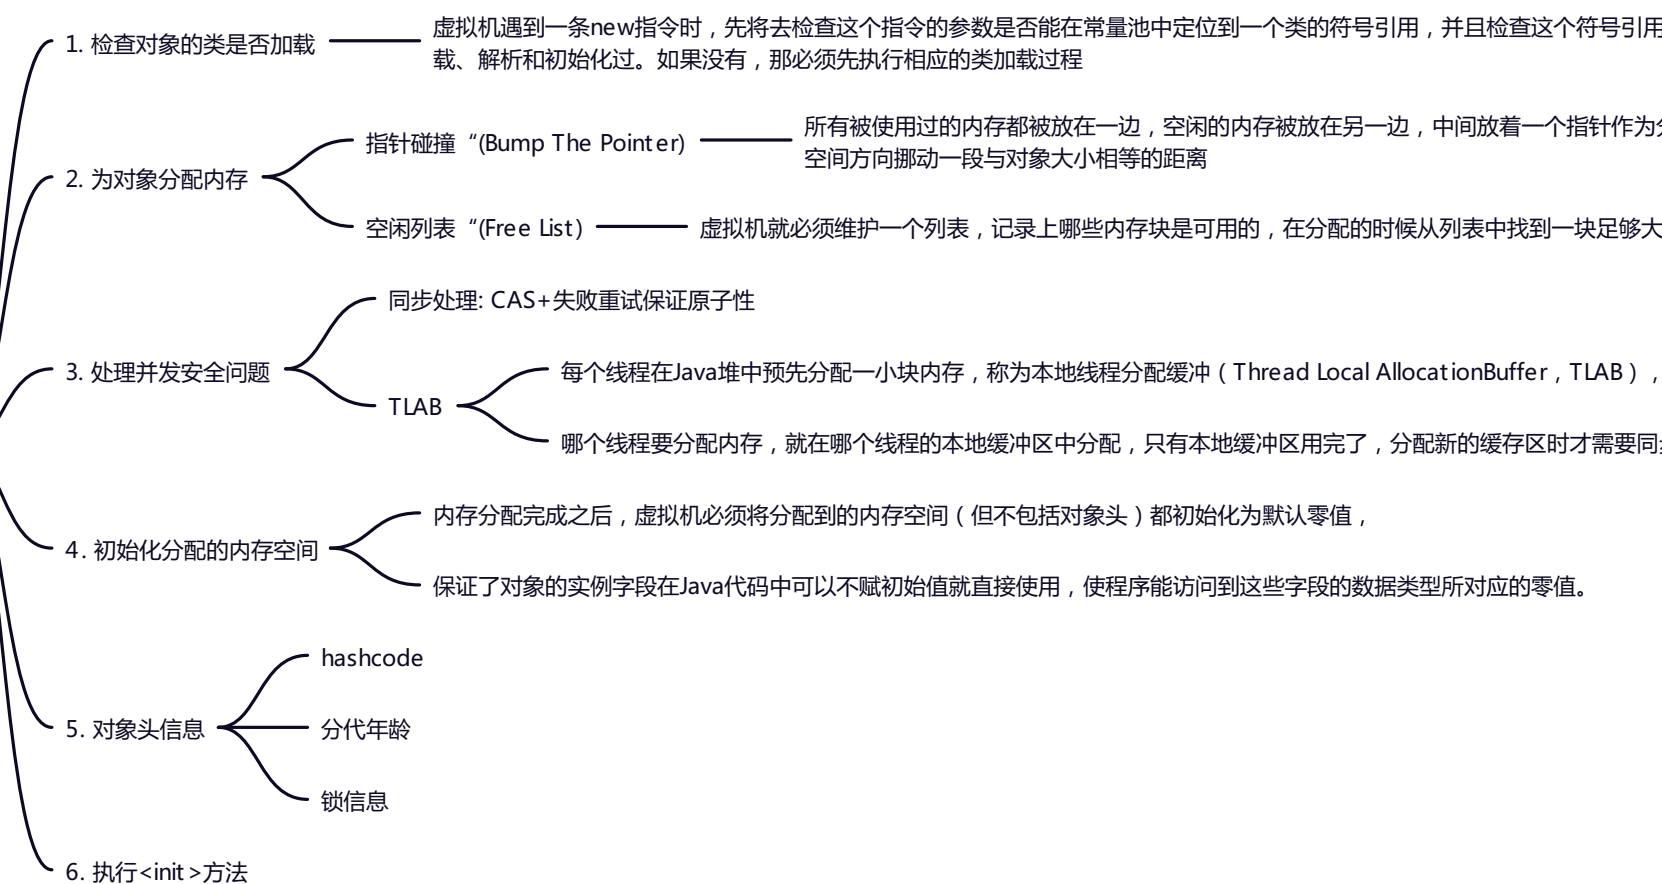 1. 检查对象的类是否加载
虚拟机遇到一条new指令时，先将去检查这个指令的参数是否能在常量池中定位到一个类的符号引用，并且检查这个符号引用
载、解析和初始化过。如果没有，那必须先执行相应的类加载过程
2. 为对象分配内存
指针碰撞“(Bump The Pointer)
所有被使用过的内存都被放在一边，空闲的内存被放在另一边，中间放着一个指针作为
空间方向挪动一段与对象大小相等的距离
空闲列表“(Free List)
虚拟机就必须维护一个列表，记录上哪些内存块是可用的，在分配的时候从列表中找到一块足够大
3. 处理并发安全问题
同步处理: CAS+失败重试保证原子性
TLAB
每个线程在Java堆中预先分配一小块内存，称为本地线程分配缓冲（Thread Local AllocationBuffer，TLAB），
哪个线程要分配内存，就在哪个线程的本地缓冲区中分配，只有本地缓冲区用完了，分配新的缓存区时才需要同
4. 初始化分配的内存空间
内存分配完成之后，虚拟机必须将分配到的内存空间（但不包括对象头）都初始化为默认零值，
保证了对象的实例字段在Java代码中可以不赋初始值就直接使用，使程序能访问到这些字段的数据类型所对应的零值。
5. 对象头信息
hashcode
分代年龄
锁信息
6. 执行<init>方法